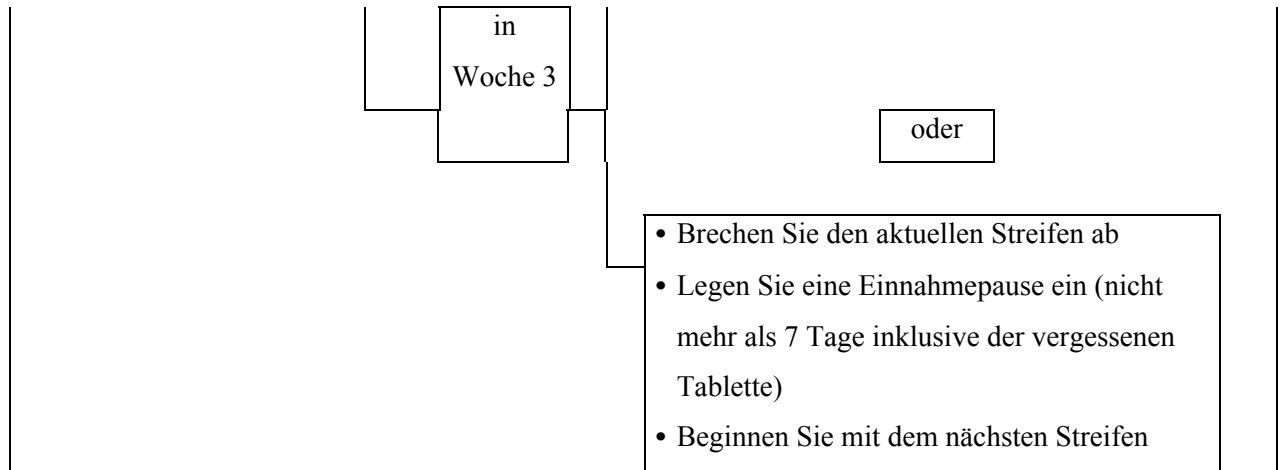 in
Woche 3
oder
• Brechen Sie den aktuellen Streifen ab
• Legen Sie eine Einnahmepause ein (nicht
mehr als 7 Tage inklusive der vergessenen
Tablette)
• Beginnen Sie mit dem nächsten Streifen